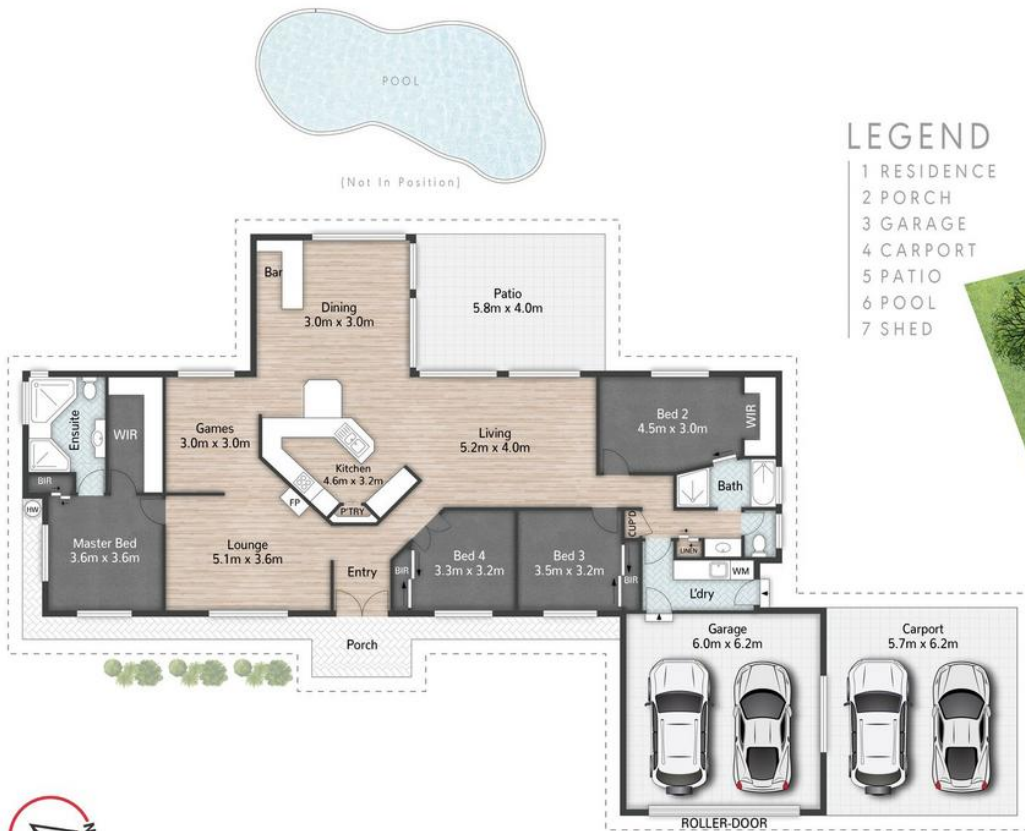 POOL
(Not In Position)
LEGEND
1 RESIDENCE
2 PORCH
3 GARAGE
4 CARPORT
5 PATIO
6 POOL
7 SHED
Bar
Dining
3.0m x 3.0m
Patio
5.8m x 4.0m
Ensuite
WIR
BIR
HW
Games
3.0m x 3.0m
Kitchen
4.6m x 3.2m
FP
P'TRY
Living
5.2m x 4.0m
Bed 2
4.5m x 3.0m
WIR
Bath
Master Bed
3.6m x 3.6m
Lounge
5.1m x 3.6m
Entry
BIR
Bed 4
3.3m x 3.2m
Bed 3
3.5m x 3.2m
BIR
CUP'D
LINEN
WM
L'dry
Porch
Garage
6.0m x 6.2m
Carport
5.7m x 6.2m
ROLLER-DOOR
N